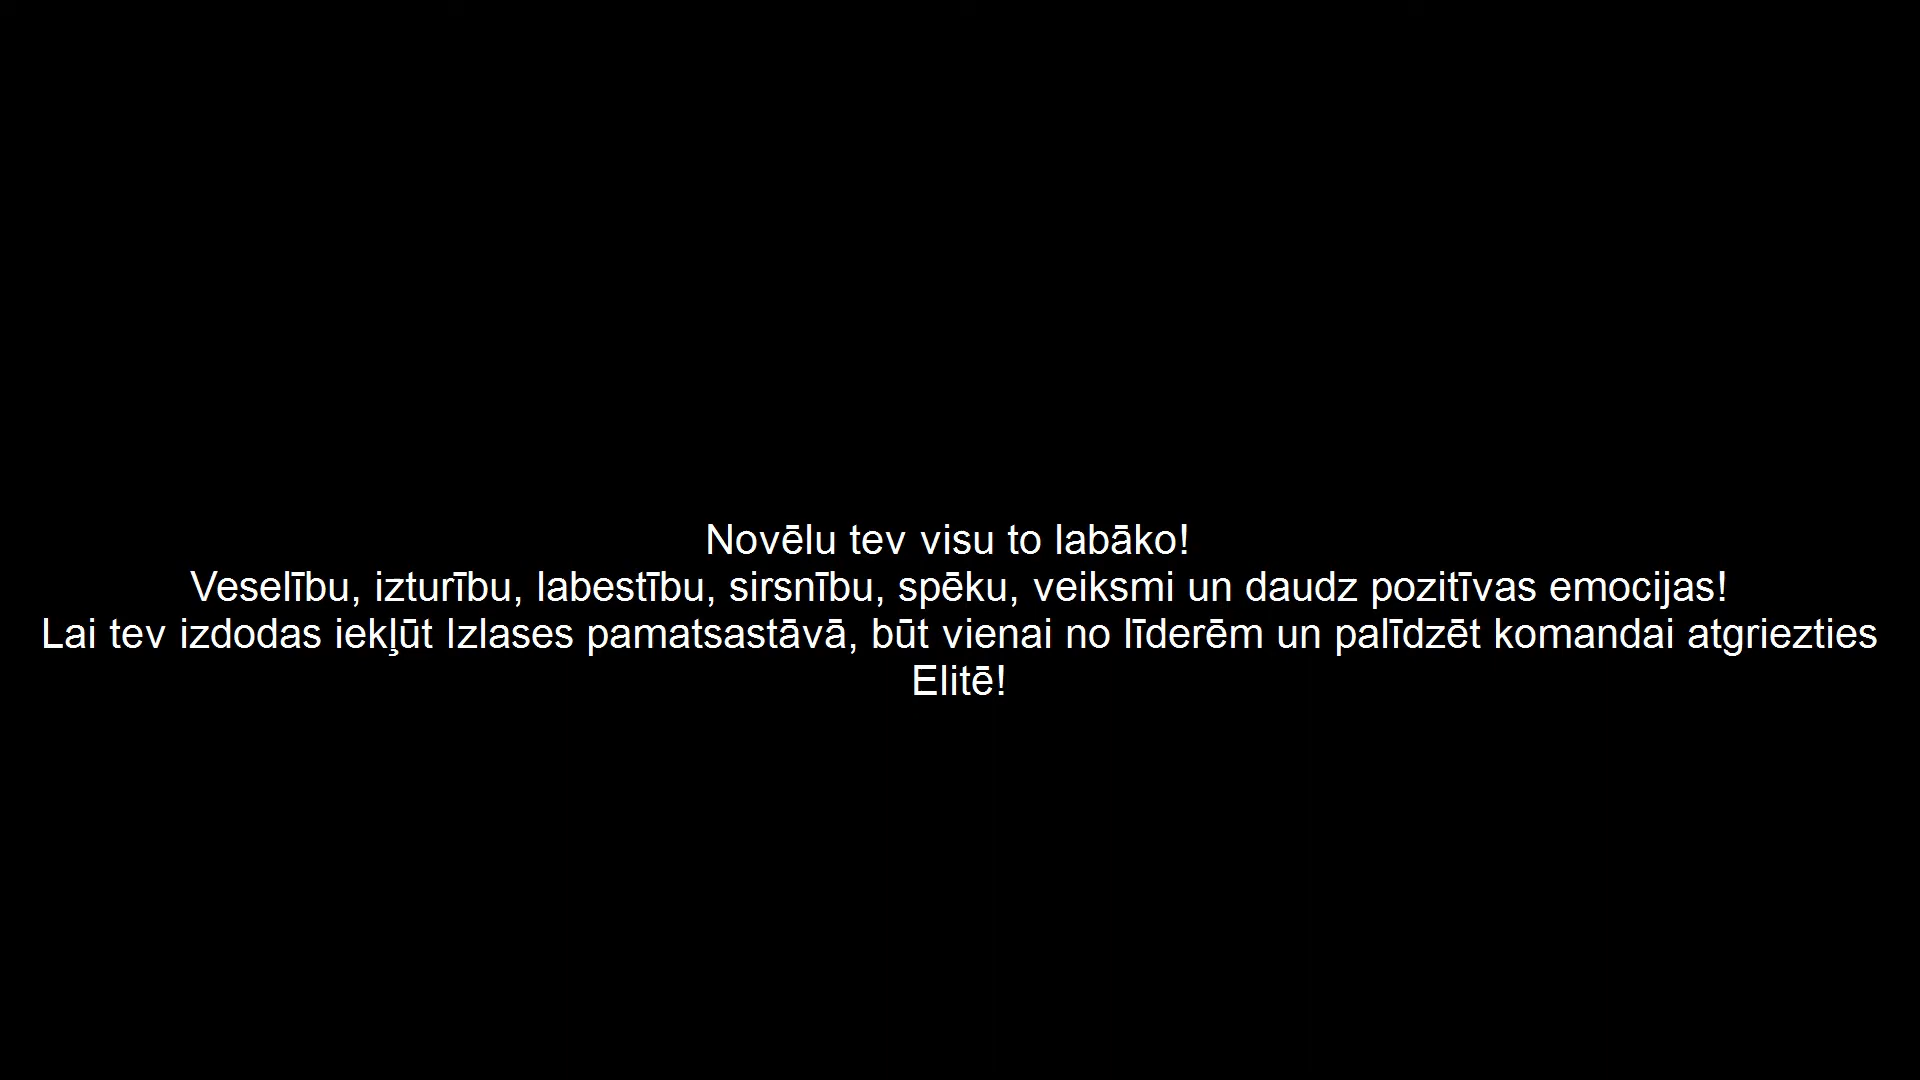 Novēlu tev visu to labāko!
Veselību, izturību, labestību, sirsnību, spēku, veiksmi un daudz pozitīvas emocijas!
Lai tev izdodas iekļūt Izlases pamatsastāvā, būt vienai no līderēm un palīdzēt komandai atgriezties
Elitē!